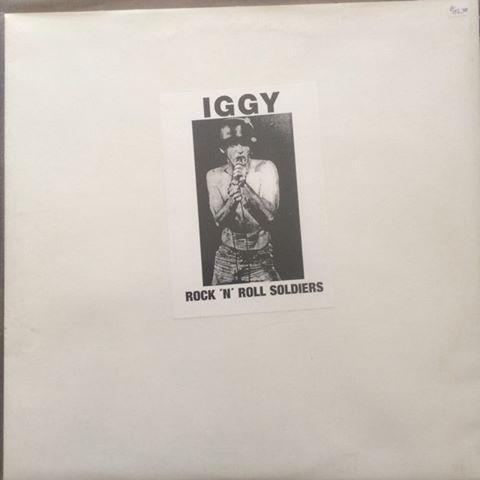 IGGY
ROCK 'N' ROLL SOLDIERS